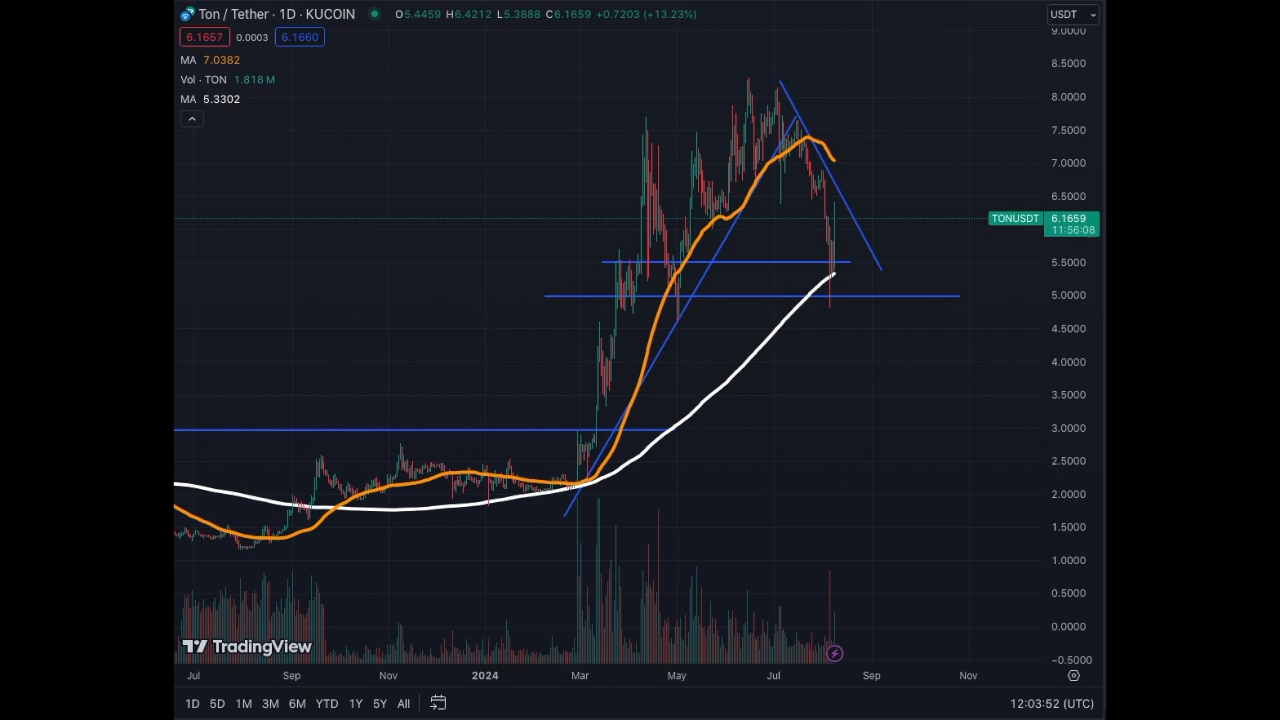 Ton / Tether · 1D · KUCOIN O5.4459 H6.4212 L5.3888 C6.1659 +0.7203 (+13.23%) USDT
6.1657 0.0003 6.1660
MA 7.0382
Vol · TON 1.818 M
MA 5.3302
9.0000
8.5000
8.0000
7.5000
7.0000
6.5000
TONUSDT 6.1659
11:56:08
5.5000
5.0000
4.5000
4.0000
3.5000
3.0000
2.5000
2.0000
1.5000
1.0000
0.5000
0.0000
−0.5000
TradingView
Jul Sep Nov 2024 Mar May Jul Sep Nov
1D 5D 1M 3M 6M YTD 1Y 5Y All 12:03:52 (UTC)